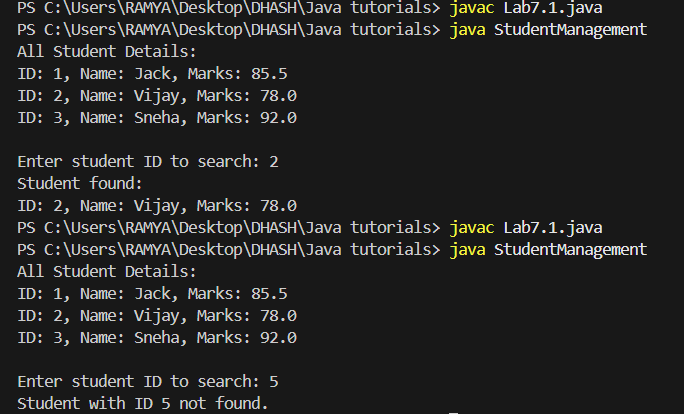 PS C:\Users\RAMYA\Desktop\DHASH\Java tutorials> javac Lab7.1.java
PS C:\Users\RAMYA\Desktop\DHASH\Java tutorials> java StudentManagement
All Student Details:
ID: 1, Name: Jack, Marks: 85.5
ID: 2, Name: Vijay, Marks: 78.0
ID: 3, Name: Sneha, Marks: 92.0

Enter student ID to search: 2
Student found:
ID: 2, Name: Vijay, Marks: 78.0
PS C:\Users\RAMYA\Desktop\DHASH\Java tutorials> javac Lab7.1.java
PS C:\Users\RAMYA\Desktop\DHASH\Java tutorials> java StudentManagement
All Student Details:
ID: 1, Name: Jack, Marks: 85.5
ID: 2, Name: Vijay, Marks: 78.0
ID: 3, Name: Sneha, Marks: 92.0

Enter student ID to search: 5
Student with ID 5 not found.